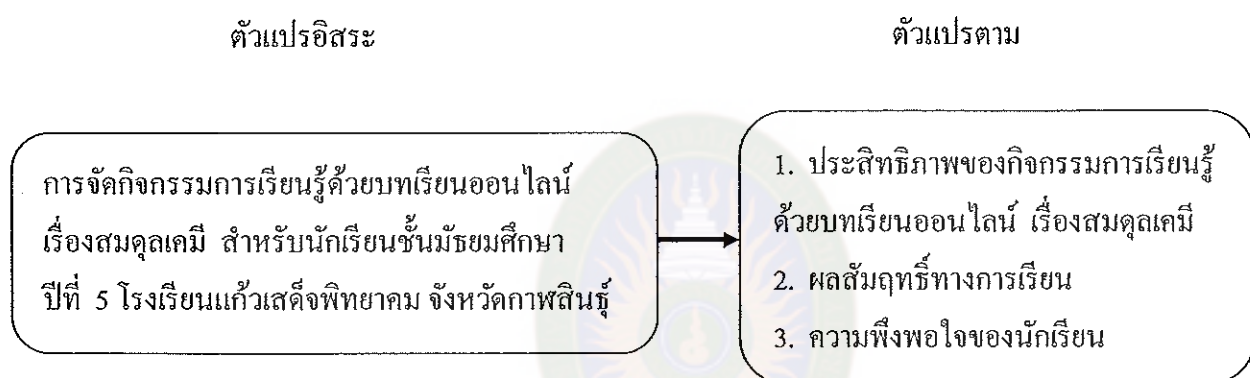 ตัวแปรอิสระ
ตัวแปรตาม
การจัดกิจกรรมการเรียนรู้ด้วยบทเรียนออนไลน์
เรื่องสมดุลเคมี สำหรับนักเรียนชั้นมัธยมศึกษา
ปีที่ 5 โรงเรียนแก้วเสด็จพิทยาคม จังหวัดกาฬสินธุ์
1. ประสิทธิภาพของกิจกรรมการเรียนรู้
ด้วยบทเรียนออนไลน์ เรื่องสมดุลเคมี
2. ผลสัมฤทธิ์ทางการเรียน
3. ความพึงพอใจของนักเรียน